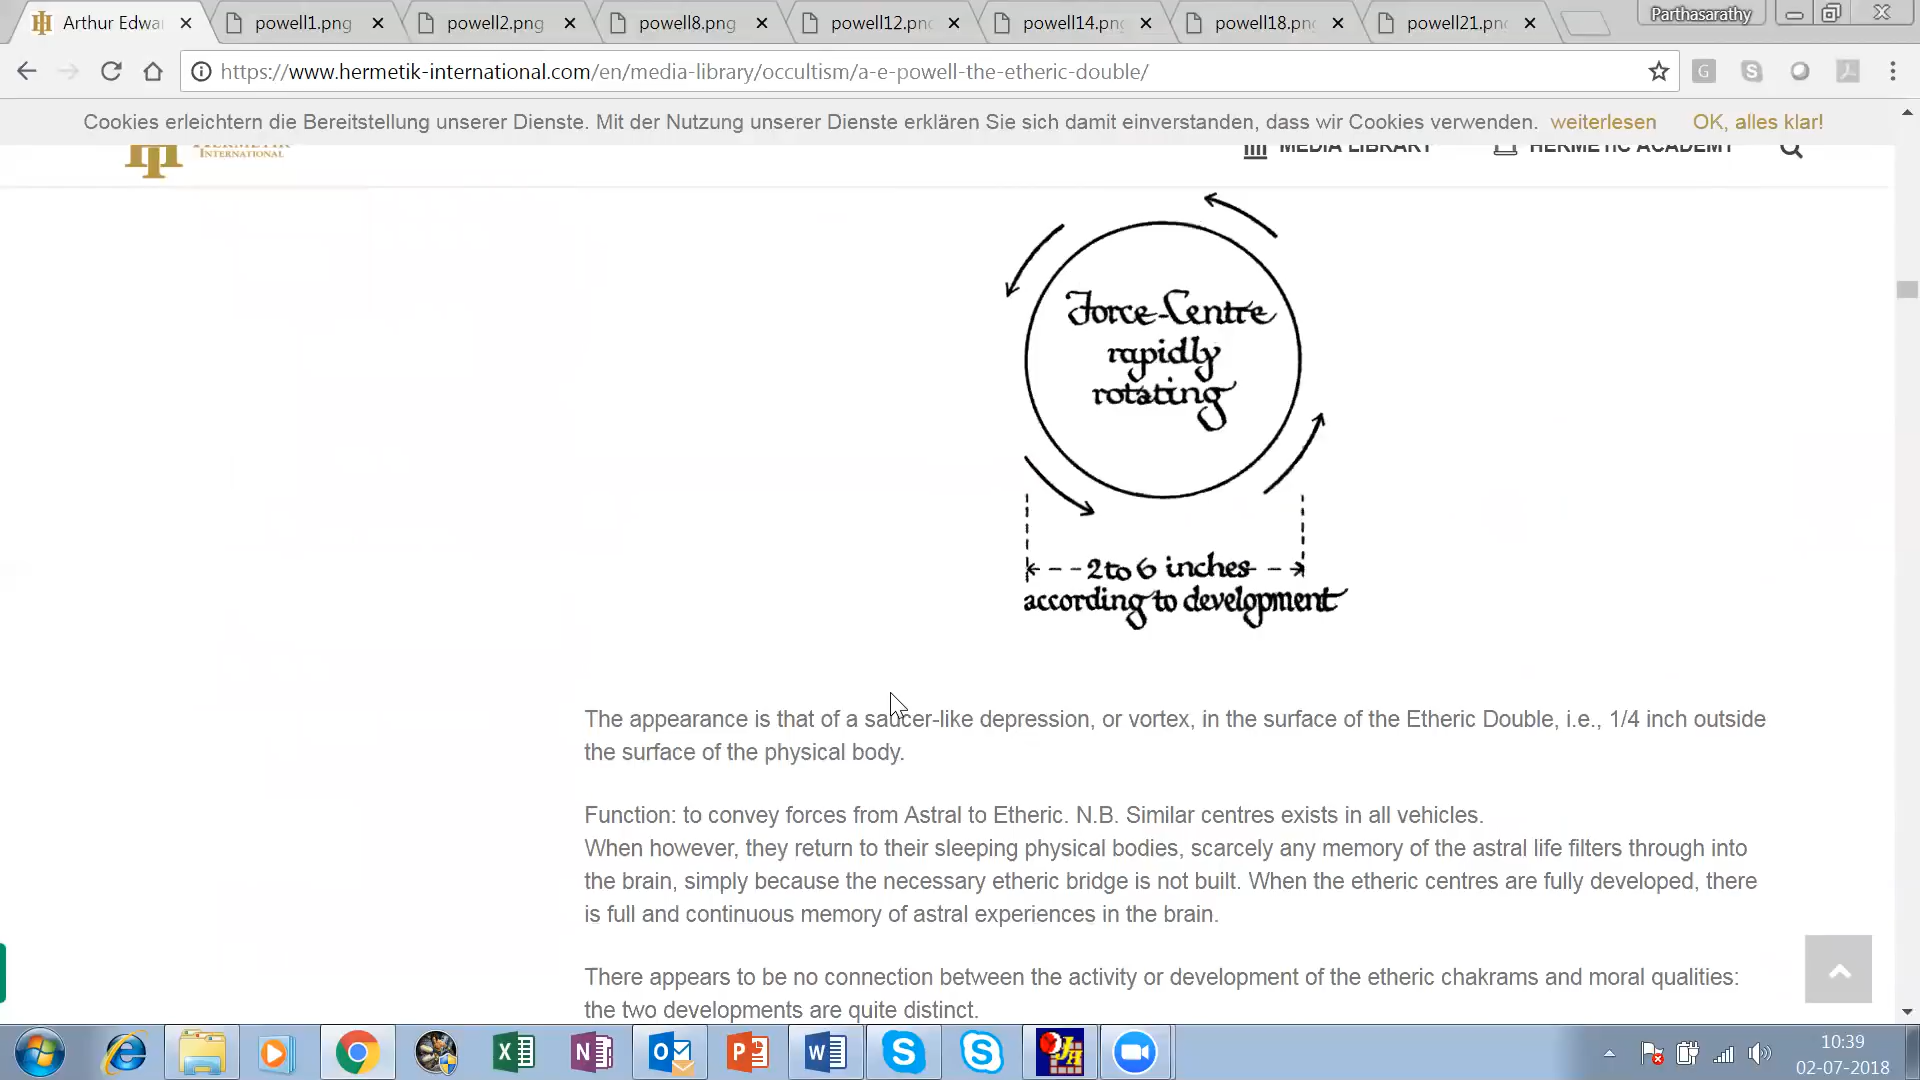 Arthur Edwa
powell1.png
powell2.png
powell8.png
powell12.pn
powell14.png
powell18.pn
powell21.pn
Parthasarathy
https://www.hermetik-international.com/en/media-library/occultism/a-e-powell-the-etheric-double/
Cookies erleichtern die Bereitstellung unserer Dienste. Mit der Nutzung unserer Dienste erklären Sie sich damit einverstanden, dass wir Cookies verwenden. weiterlesen OK, alles klar!
INTERNATIONAL
MEDIA LIBRARY
HERMETIC ACADEMY
Force-Centre
rapidly
rotating
2 to 6 inches
according to development
The appearance is that of a saucer-like depression, or vortex, in the surface of the Etheric Double, i.e., 1/4 inch outside
the surface of the physical body.
Function: to convey forces from Astral to Etheric. N.B. Similar centres exists in all vehicles.
When however, they return to their sleeping physical bodies, scarcely any memory of the astral life filters through into
the brain, simply because the necessary etheric bridge is not built. When the etheric centres are fully developed, there
is full and continuous memory of astral experiences in the brain.
There appears to be no connection between the activity or development of the etheric chakrams and moral qualities:
the two developments are quite distinct.
10:39
02-07-2018